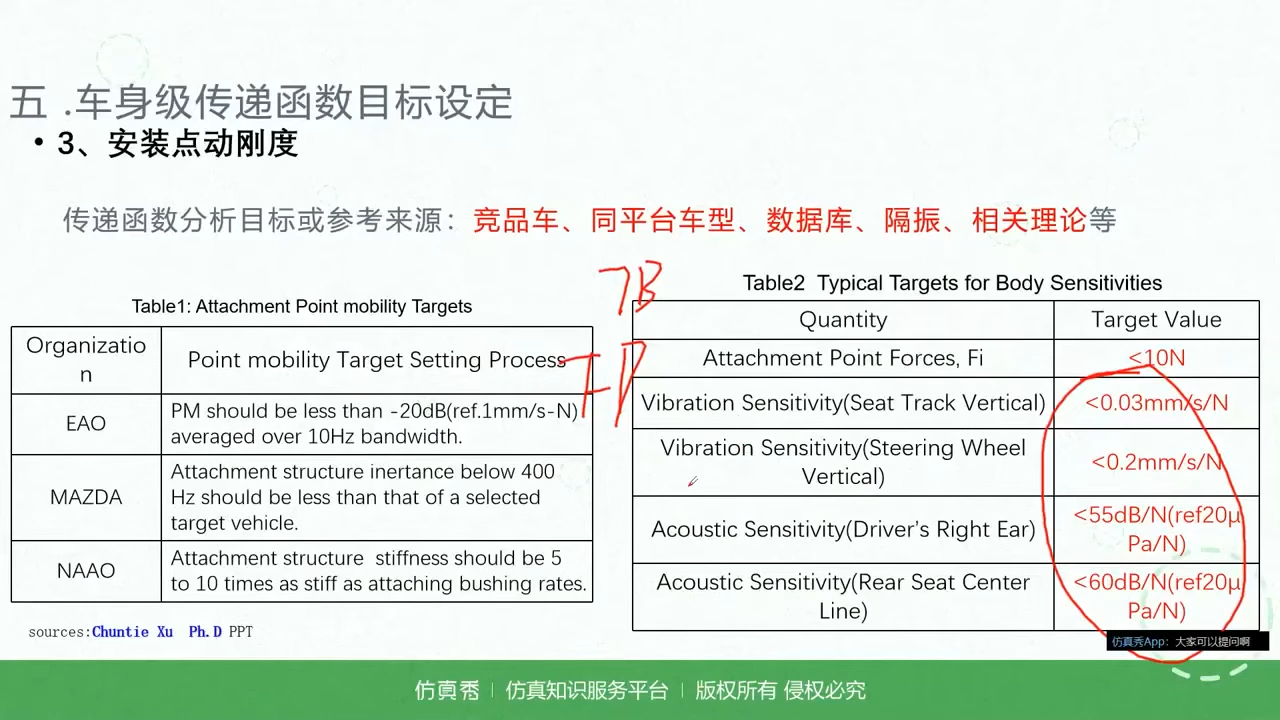 五 .车身级传递函数目标设定
• 3、安装点动刚度
传递函数分析目标或参考来源：竞品车、同平台车型、数据库、隔振、相关理论等
Table1: Attachment Point mobility Targets
Organizatio
n
Point mobility Target Setting Process
EAO
PM should be less than -20dB(ref.1mm/s-N)
averaged over 10Hz bandwidth.
MAZDA
Attachment structure inertance below 400
Hz should be less than that of a selected
target vehicle.
NAAO
Attachment structure stiffness should be 5
to 10 times as stiff as attaching bushing rates.
sources:Chuntie Xu Ph.D PPT
TB
IP
Table2 Typical Targets for Body Sensitivities
Quantity
Target Value
Attachment Point Forces, Fi
<10N
Vibration Sensitivity(Seat Track Vertical)
<0.03mm/s/N
Vibration Sensitivity(Steering Wheel
Vertical)
<0.2mm/s/N
Acoustic Sensitivity(Driver's Right Ear)
<55dB/N(ref20μ
Pa/N)
Acoustic Sensitivity(Rear Seat Center
Line)
<60dB/N(ref20μ
Pa/N)
仿真秀App：大家可以提问啊
仿真秀 | 仿真知识服务平台 | 版权所有 侵权必究